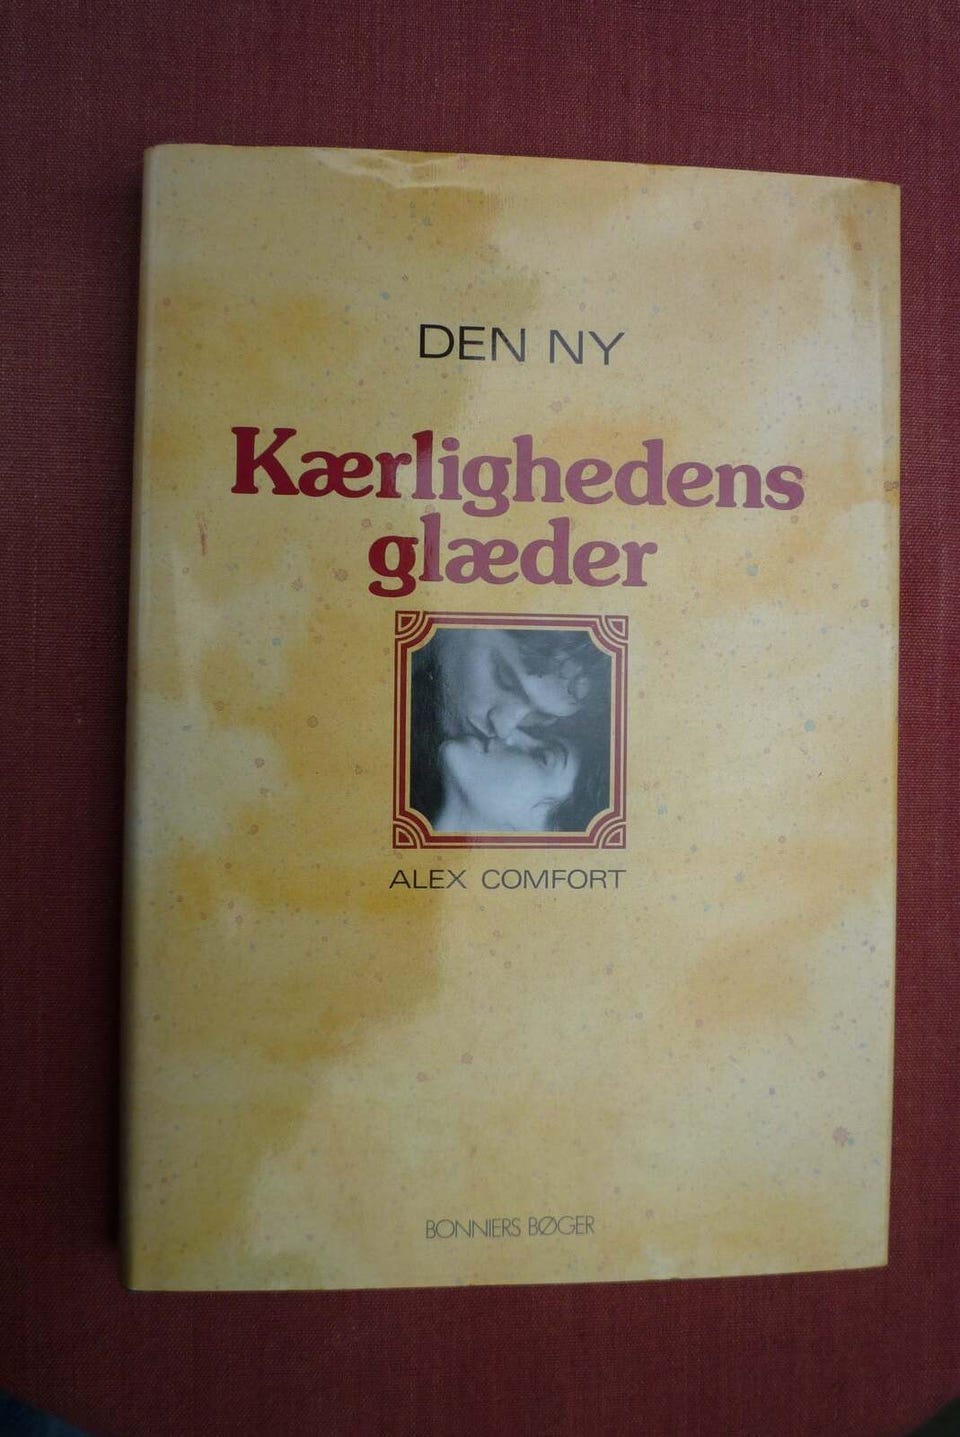 DEN NY
Kærlighedens
glæder
ALEX COMFORT
BONNIERS BØGER